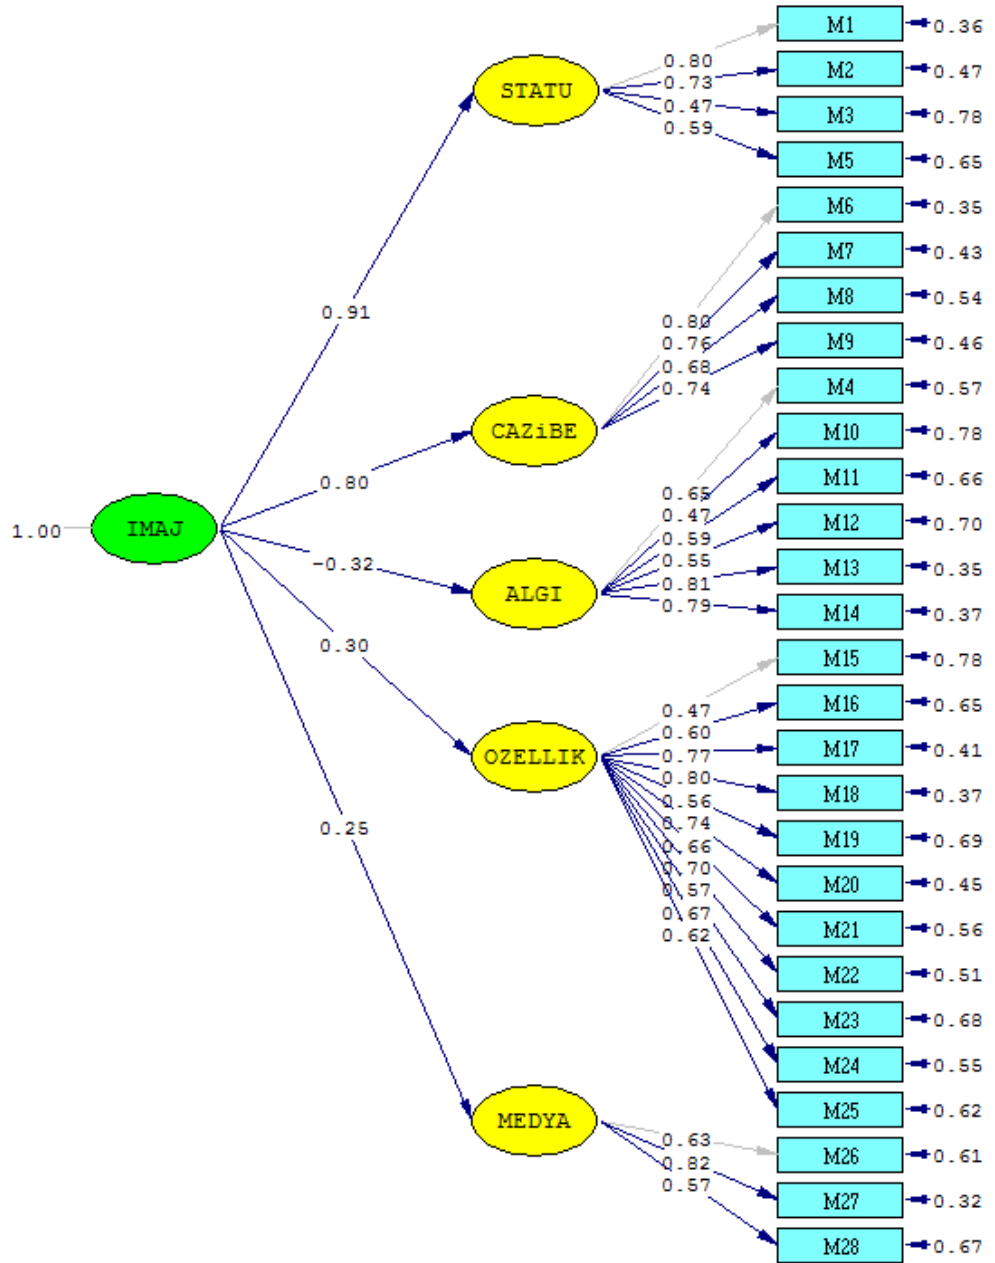 M1 0.36
0.80
STATU
0.73
M2 0.47
0.47
M3 0.78
0.59
M5 0.65
M6 0.35
M7 0.43
M8 0.54
0.91
0.80
0.76
M9 0.46
0.68
0.74
M4 0.57
CAZiBE
M10 0.78
0.80
M11 0.66
0.65
0.47
1.00
IMAJ
M12 0.70
0.59
0.55
-0.32
M13 0.35
0.81
ALGI
0.79
M14 0.37
0.30
M15 0.78
M16 0.65
0.47
0.60
OZELLIK
0.77
M17 0.41
0.80
M18 0.37
0.56
0.25
0.74
M19 0.69
0.66
0.70
M20 0.45
0.57
0.67
M21 0.56
0.62
M22 0.51
M23 0.68
M24 0.55
M25 0.62
MEDYA
0.63
M26 0.61
0.82
0.57
M27 0.32
M28 0.67